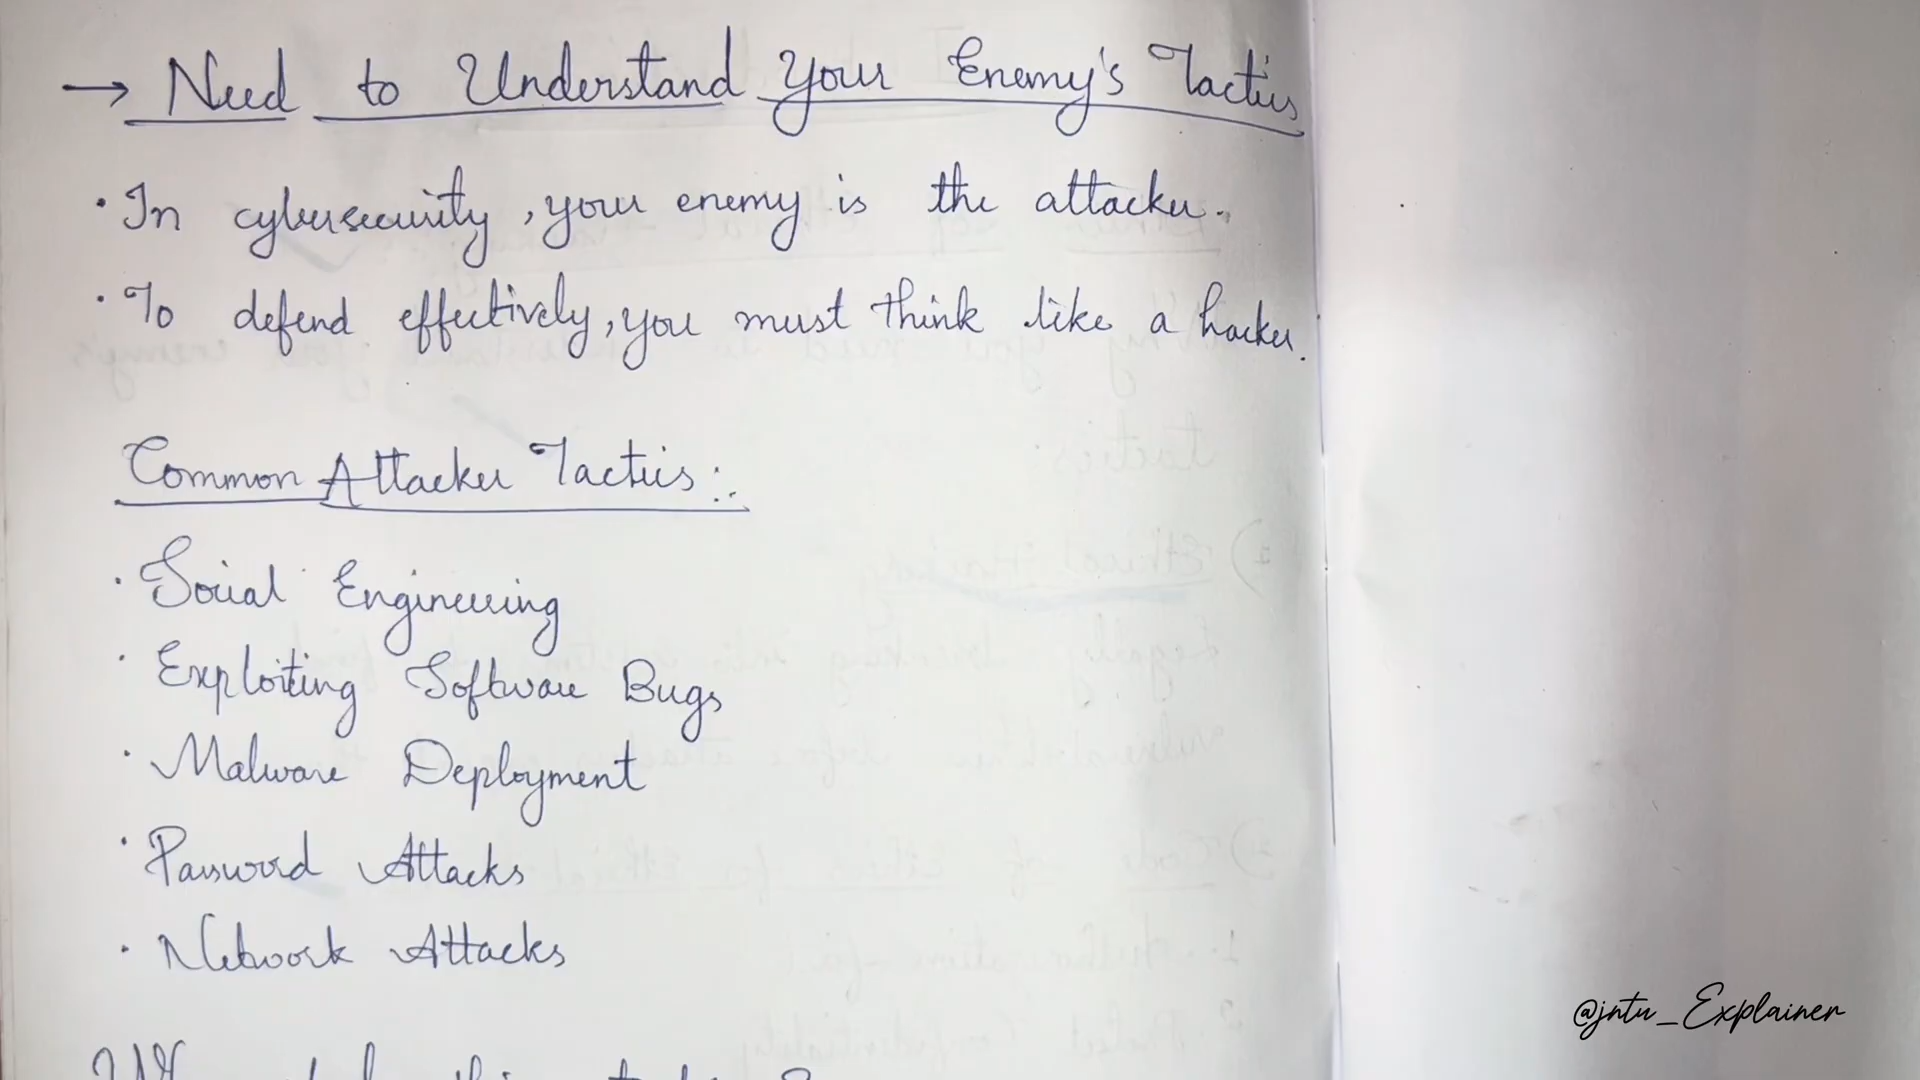 → Need to Understand Your Enemy's Tactics
• In cybersecurity, your enemy is the attacker.
• To defend effectively, you must think like a hacker.
Common Attacker Tactics:
• Social Engineering
• Exploiting Software Bugs
• Malware Deployment
• Password Attacks
• Network Attacks
@jntu_Explainer